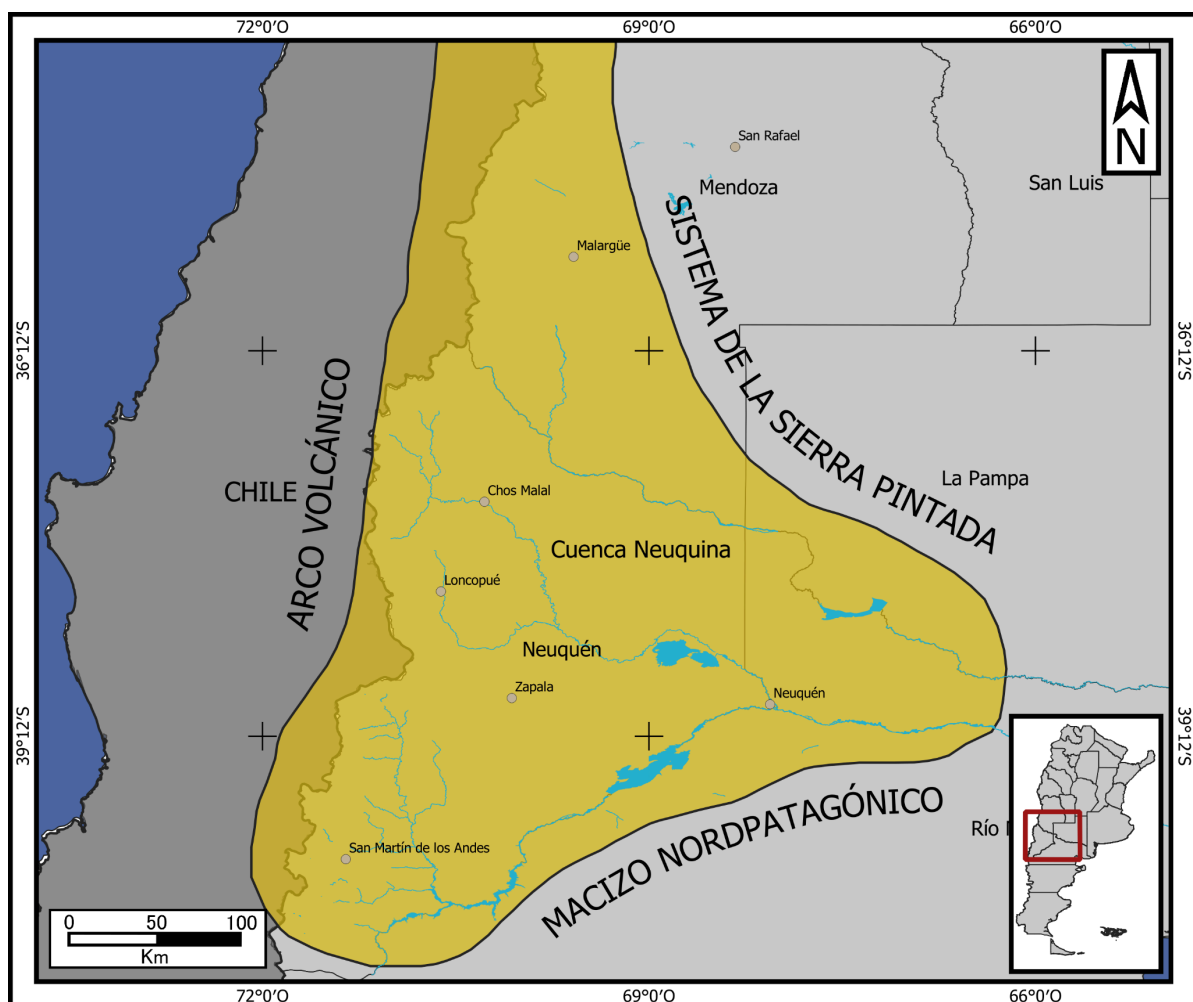 72°0'O
69°0'O
66°0'O
N
San Rafael
Mendoza
San Luis
Malargüe
SISTEMA DE LA SIERRA PINTADA
36°12'S
36°12'S
ARCO VOLCÁNICO
CHILE
La Pampa
Chos Malal
Cuenca Neuquina
Loncopué
Neuquén
Zapala
Neuquén
39°12'S
39°12'S
MACIZO NORDPATAGÓNICO
Río
San Martín de los Andes
0 50 100
Km
72°0'O
69°0'O
66°0'O